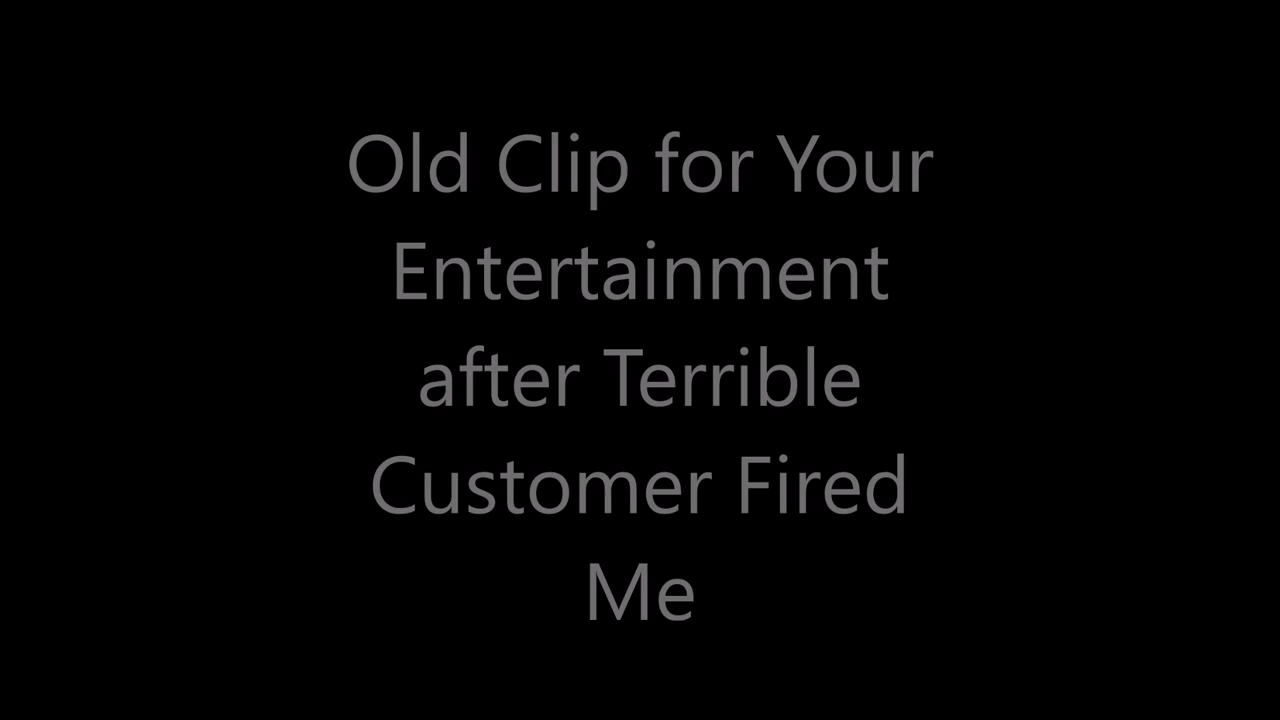 Old Clip for Your
Entertainment
after Terrible
Customer Fired
Me